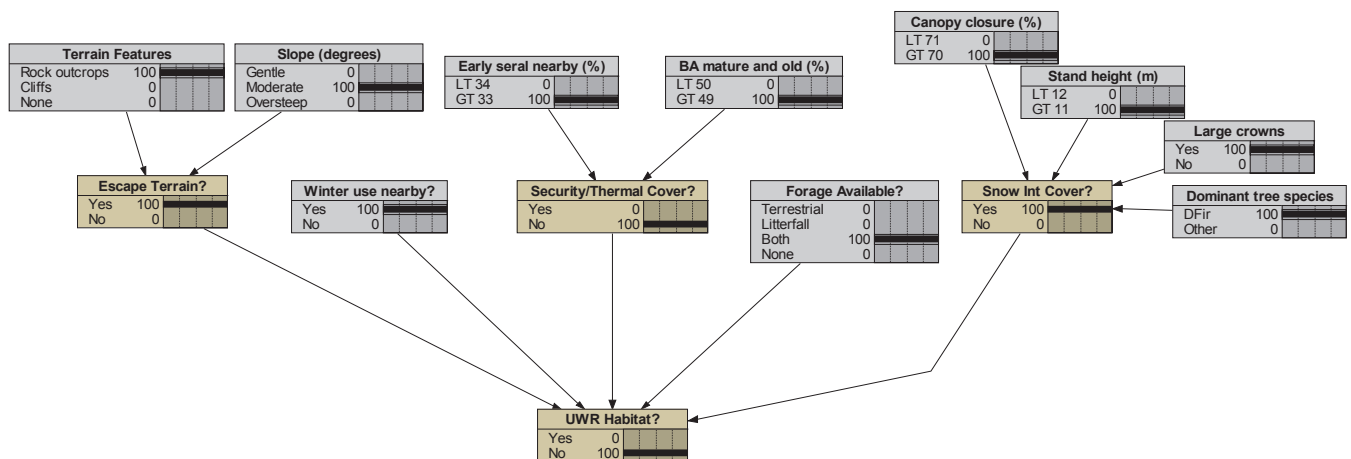 Terrain Features
Rock outcrops 100
Cliffs 0
None 0
Slope (degrees)
Gentle 0
Moderate 100
Oversteep 0
Early seral nearby (%)
LT 34 0
GT 33 100
BA mature and old (%)
LT 50 0
GT 49 100
Canopy closure (%)
LT 71 0
GT 70 100
Stand height (m)
LT 12 0
GT 11 100
Large crowns
Yes 100
No 0
Dominant tree species
DFir 100
Other 0
Escape Terrain?
Yes 100
No 0
Winter use nearby?
Yes 100
No 0
Security/Thermal Cover?
Yes 0
No 100
Forage Available?
Terrestrial 0
Litterfall 0
Both 100
None 0
Snow Int Cover?
Yes 100
No 0
UWR Habitat?
Yes 0
No 100